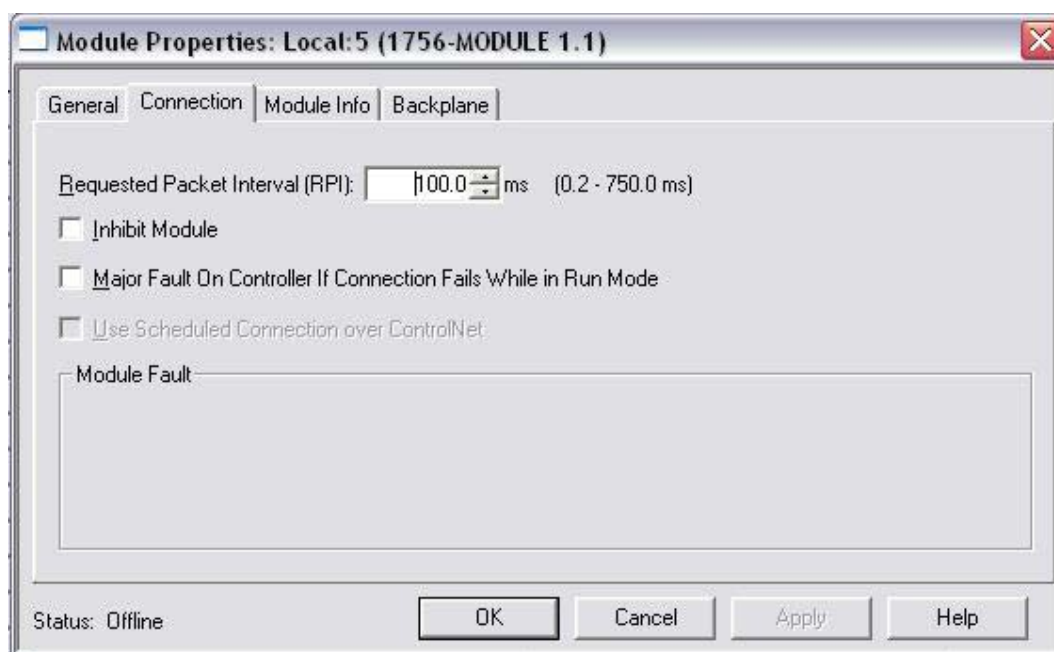 Module Properties: Local:5 (1756-MODULE 1.1)
General Connection Module Info Backplane
Requested Packet Interval (RPI): 100.0 ms (0.2 - 750.0 ms)
Inhibit Module
Major Fault On Controller If Connection Fails While in Run Mode
Use Scheduled Connection over ControlNet
Module Fault
Status: Offline OK Cancel Apply Help